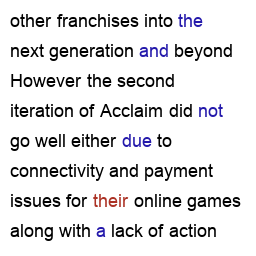 other franchises into the
next generation and beyond
However the second
iteration of Acclaim did not
go well either due to
connectivity and payment
issues for their online games
along with a lack of action